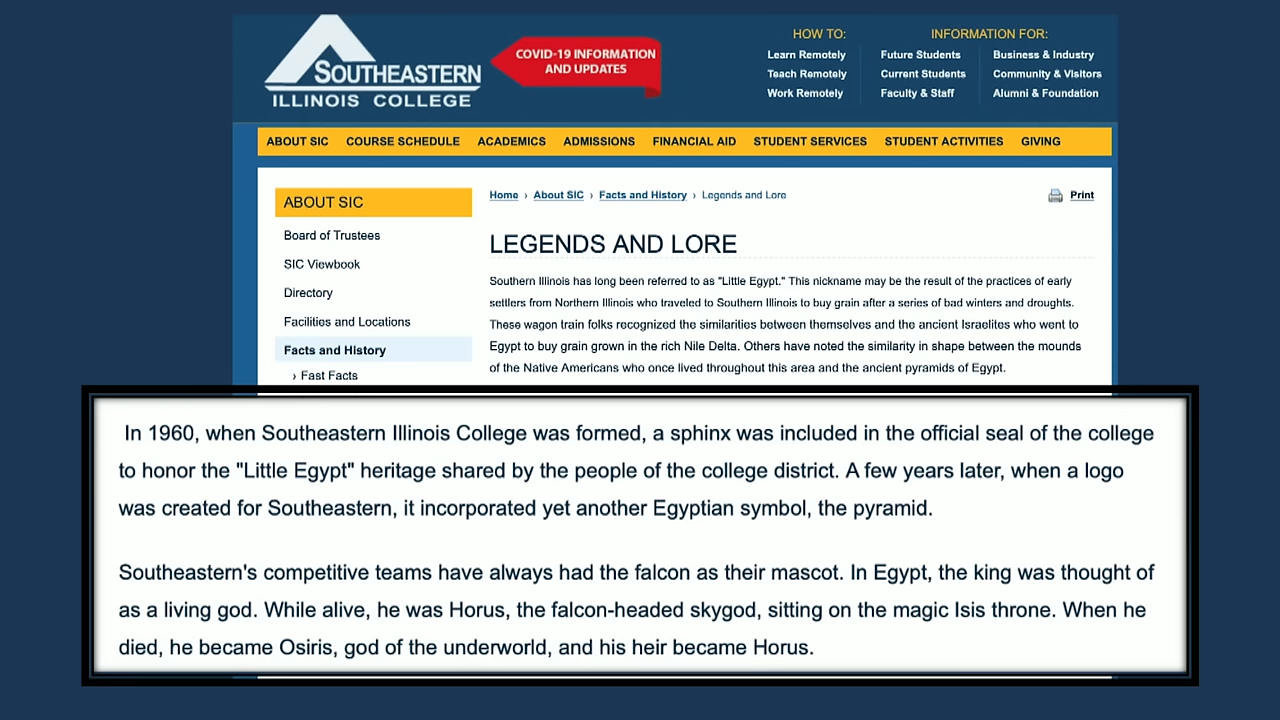 SOUTHEASTERN
ILLINOIS COLLEGE
COVID-19 INFORMATION
AND UPDATES
HOW TO:
Learn Remotely
Teach Remotely
Work Remotely
INFORMATION FOR:
Future Students
Current Students
Faculty & Staff
Business & Industry
Community & Visitors
Alumni & Foundation
ABOUT SIC COURSE SCHEDULE ACADEMICS ADMISSIONS FINANCIAL AID STUDENT SERVICES STUDENT ACTIVITIES GIVING
ABOUT SIC
Board of Trustees
SIC Viewbook
Directory
Facilities and Locations
Facts and History
› Fast Facts
Home › About SIC › Facts and History › Legends and Lore
Print
LEGENDS AND LORE
Southern Illinois has long been referred to as "Little Egypt." This nickname may be the result of the practices of early
settlers from Northern Illinois who traveled to Southern Illinois to buy grain after a series of bad winters and droughts.
These wagon train folks recognized the similarities between themselves and the ancient Israelites who went to
Egypt to buy grain grown in the rich Nile Delta. Others have noted the similarity in shape between the mounds
of the Native Americans who once lived throughout this area and the ancient pyramids of Egypt.
In 1960, when Southeastern Illinois College was formed, a sphinx was included in the official seal of the college
to honor the "Little Egypt" heritage shared by the people of the college district. A few years later, when a logo
was created for Southeastern, it incorporated yet another Egyptian symbol, the pyramid.
Southeastern's competitive teams have always had the falcon as their mascot. In Egypt, the king was thought of
as a living god. While alive, he was Horus, the falcon-headed skygod, sitting on the magic Isis throne. When he
died, he became Osiris, god of the underworld, and his heir became Horus.